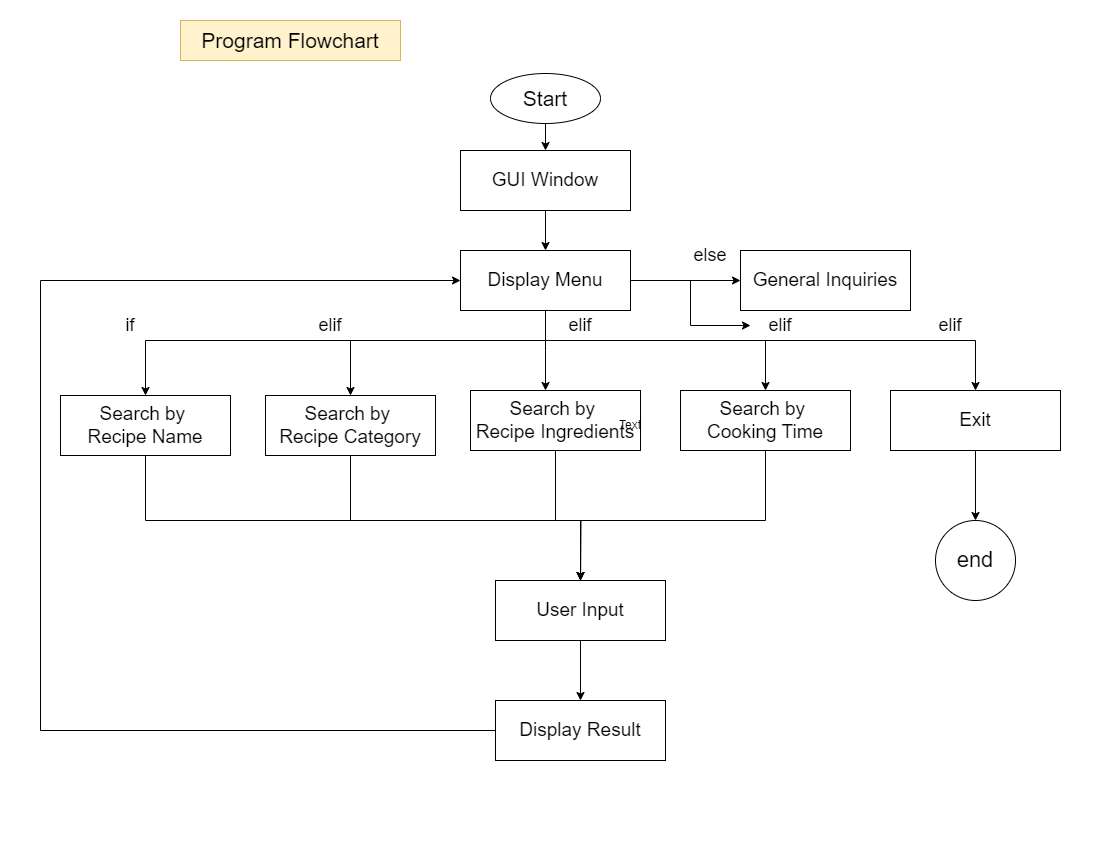 Program Flowchart
Start
GUI Window
Display Menu
else
General Inquiries
if
elif
elif
elif
elif
Search by
Recipe Name
Search by
Recipe Category
Search by
Recipe Ingredients
Text
Search by
Cooking Time
Exit
end
User Input
Display Result